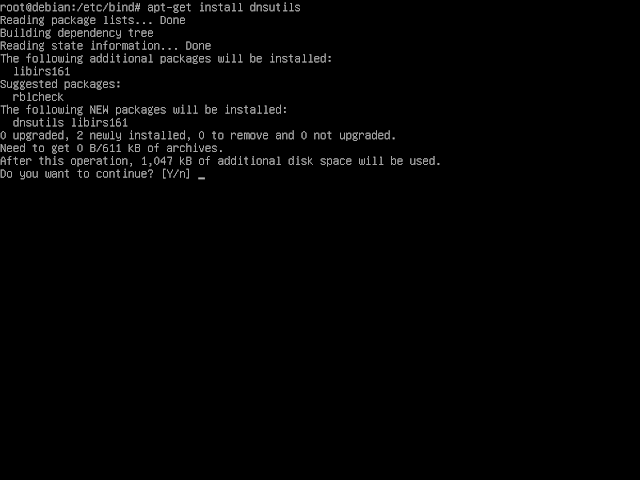 root@debian:/etc/bind# apt-get install dnsutils
Reading package lists... Done
Building dependency tree
Reading state information... Done
The following additional packages will be installed:
  libirs161
Suggested packages:
  rblcheck
The following NEW packages will be installed:
  dnsutils libirs161
0 upgraded, 2 newly installed, 0 to remove and 0 not upgraded.
Need to get 0 B/611 kB of archives.
After this operation, 1,047 kB of additional disk space will be used.
Do you want to continue? [Y/n] _